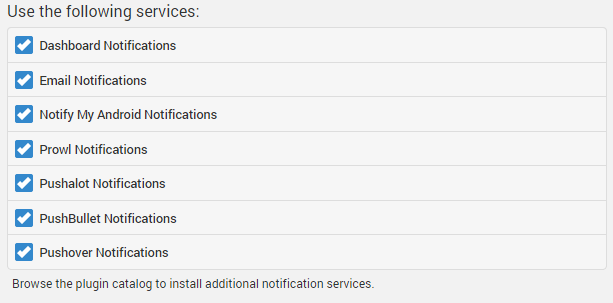 Use the following services:
Dashboard Notifications
Email Notifications
Notify My Android Notifications
Prowl Notifications
Pushalot Notifications
PushBullet Notifications
Pushover Notifications
Browse the plugin catalog to install additional notification services.